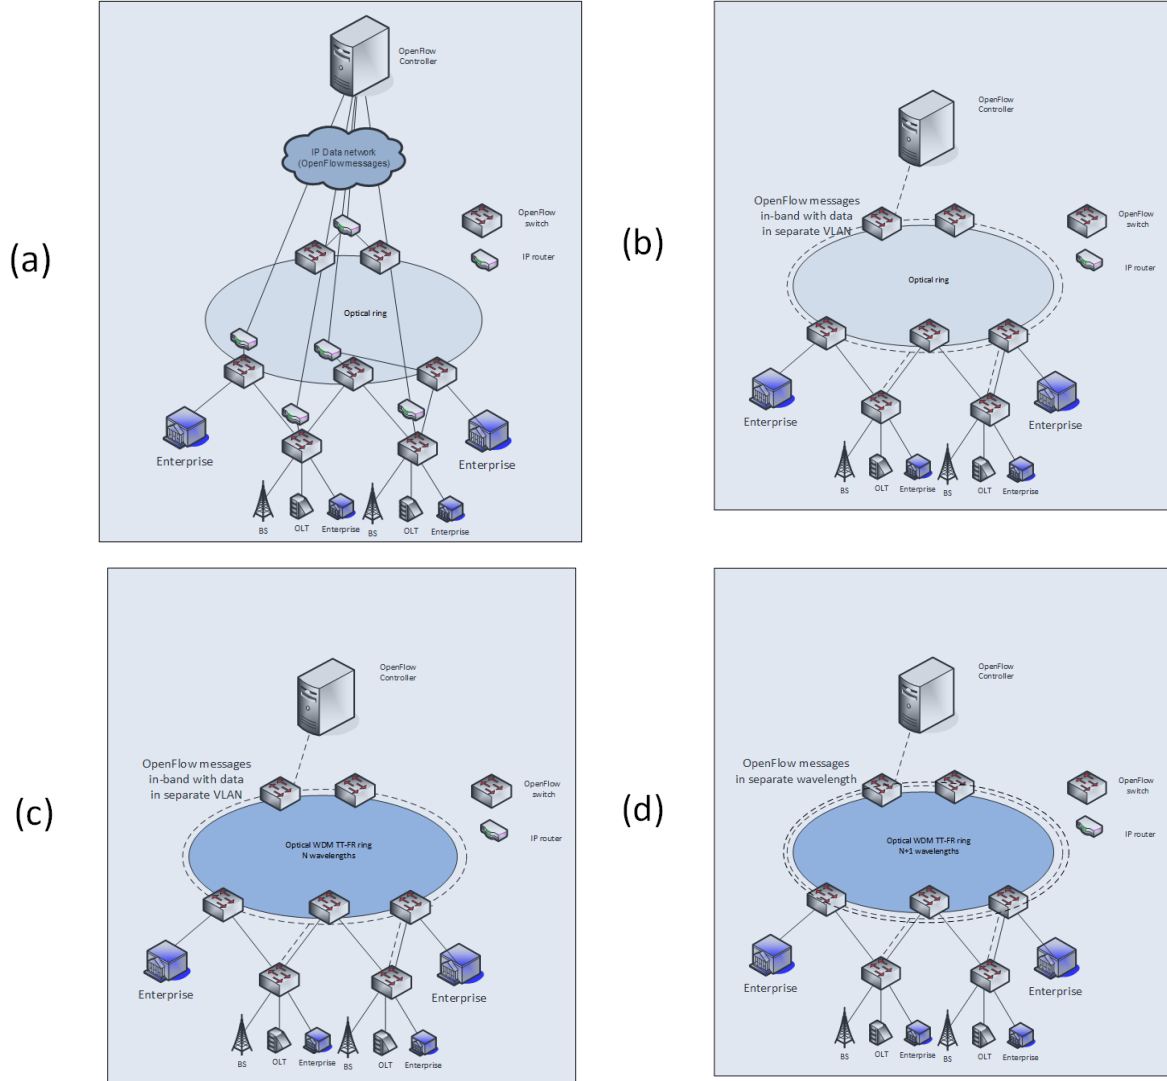 (a)
OpenFlow
Controller
IP Data network
(OpenFlow messages)
OpenFlow
switch
IP router
Optical ring
Enterprise
Enterprise
BS
OLT
Enterprise
BS
OLT
Enterprise
(b)
OpenFlow
Controller
OpenFlow messages
in-band with data
in separate VLAN
OpenFlow
switch
IP router
Optical ring
Enterprise
Enterprise
BS
OLT
Enterprise
BS
OLT
Enterprise
(c)
OpenFlow
Controller
OpenFlow messages
in-band with data
in separate VLAN
OpenFlow
switch
IP router
Optical WDM TT-FR ring
N wavelengths
Enterprise
Enterprise
BS
OLT
Enterprise
BS
OLT
Enterprise
(d)
OpenFlow
Controller
OpenFlow messages
in separate wavelength
OpenFlow
switch
IP router
Optical WDM TT-FR ring
N+1 wavelengths
Enterprise
Enterprise
BS
OLT
Enterprise
BS
OLT
Enterprise